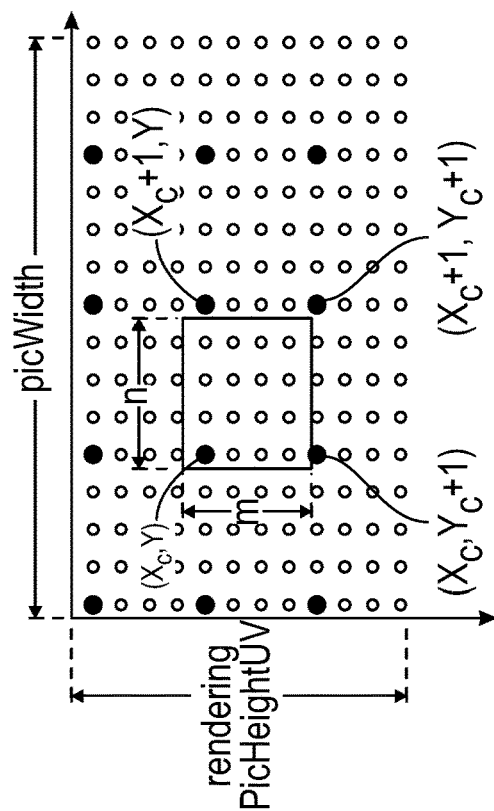 picWidth
rendering
PicHeightUV
n
m
(Xc,Y)
(Xc+1,Y)
(Xc,Yc+1)
(Xc+1, Yc+1)